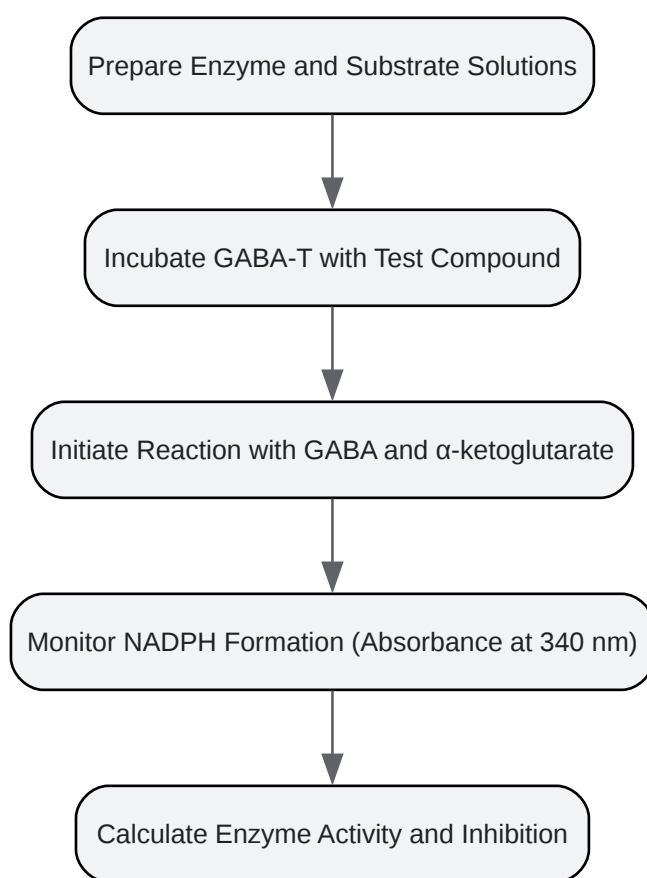 Prepare Enzyme and Substrate Solutions
Incubate GABA-T with Test Compound
Initiate Reaction with GABA and α-ketoglutarate
Monitor NADPH Formation (Absorbance at 340 nm)
Calculate Enzyme Activity and Inhibition